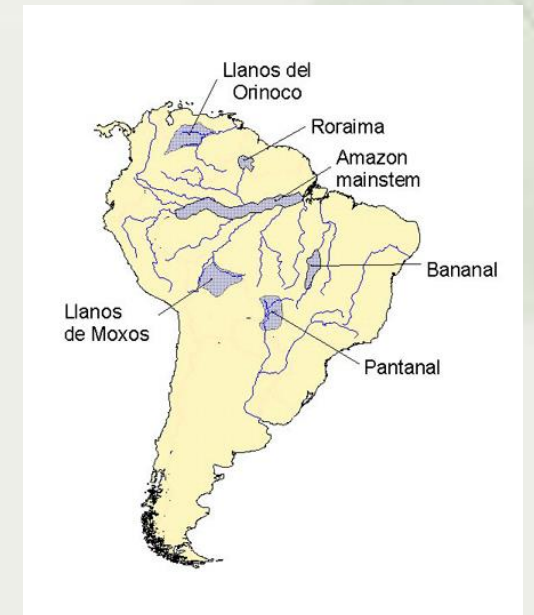 Llanos del
Orinoco
Roraima
Amazon
mainstem
Bananal
Llanos
de Moxos
Pantanal